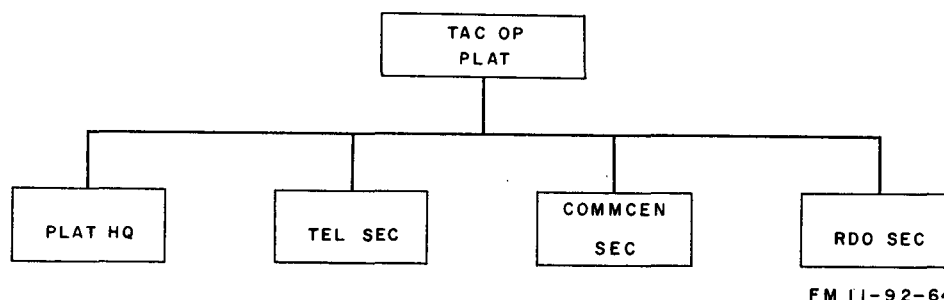 TAC OP
PLAT
PLAT HQ
TEL SEC
COMMCEN
SEC
RDO SEC